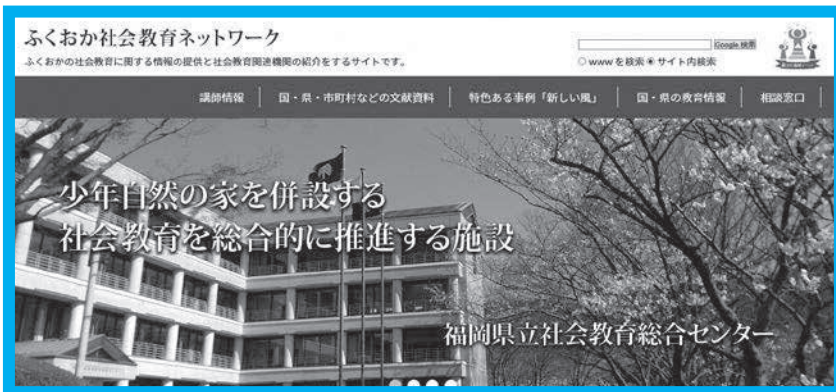 ふくおか社会教育ネットワーク
ふくおかの社会教育に関する情報の提供と社会教育関連機関の紹介をするサイトです。
Google 検索
www を検索 サイト内検索
講師情報 国・県・市町村などの文献資料 特色ある事例「新しい風」 国・県の教育情報 相談窓口
少年自然の家を併設する
社会教育を総合的に推進する施設
福岡県立社会教育総合センター